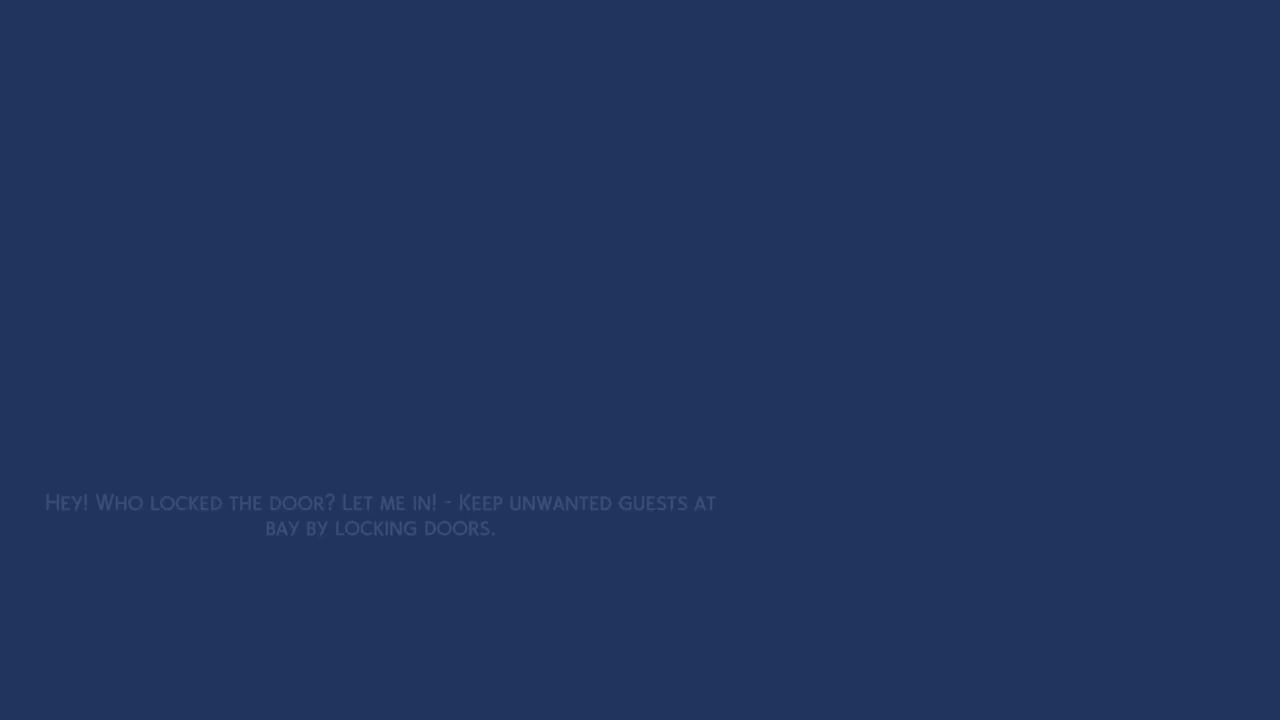 Hey! Who locked the door? Let me in! - Keep unwanted guests at
bay by locking doors.